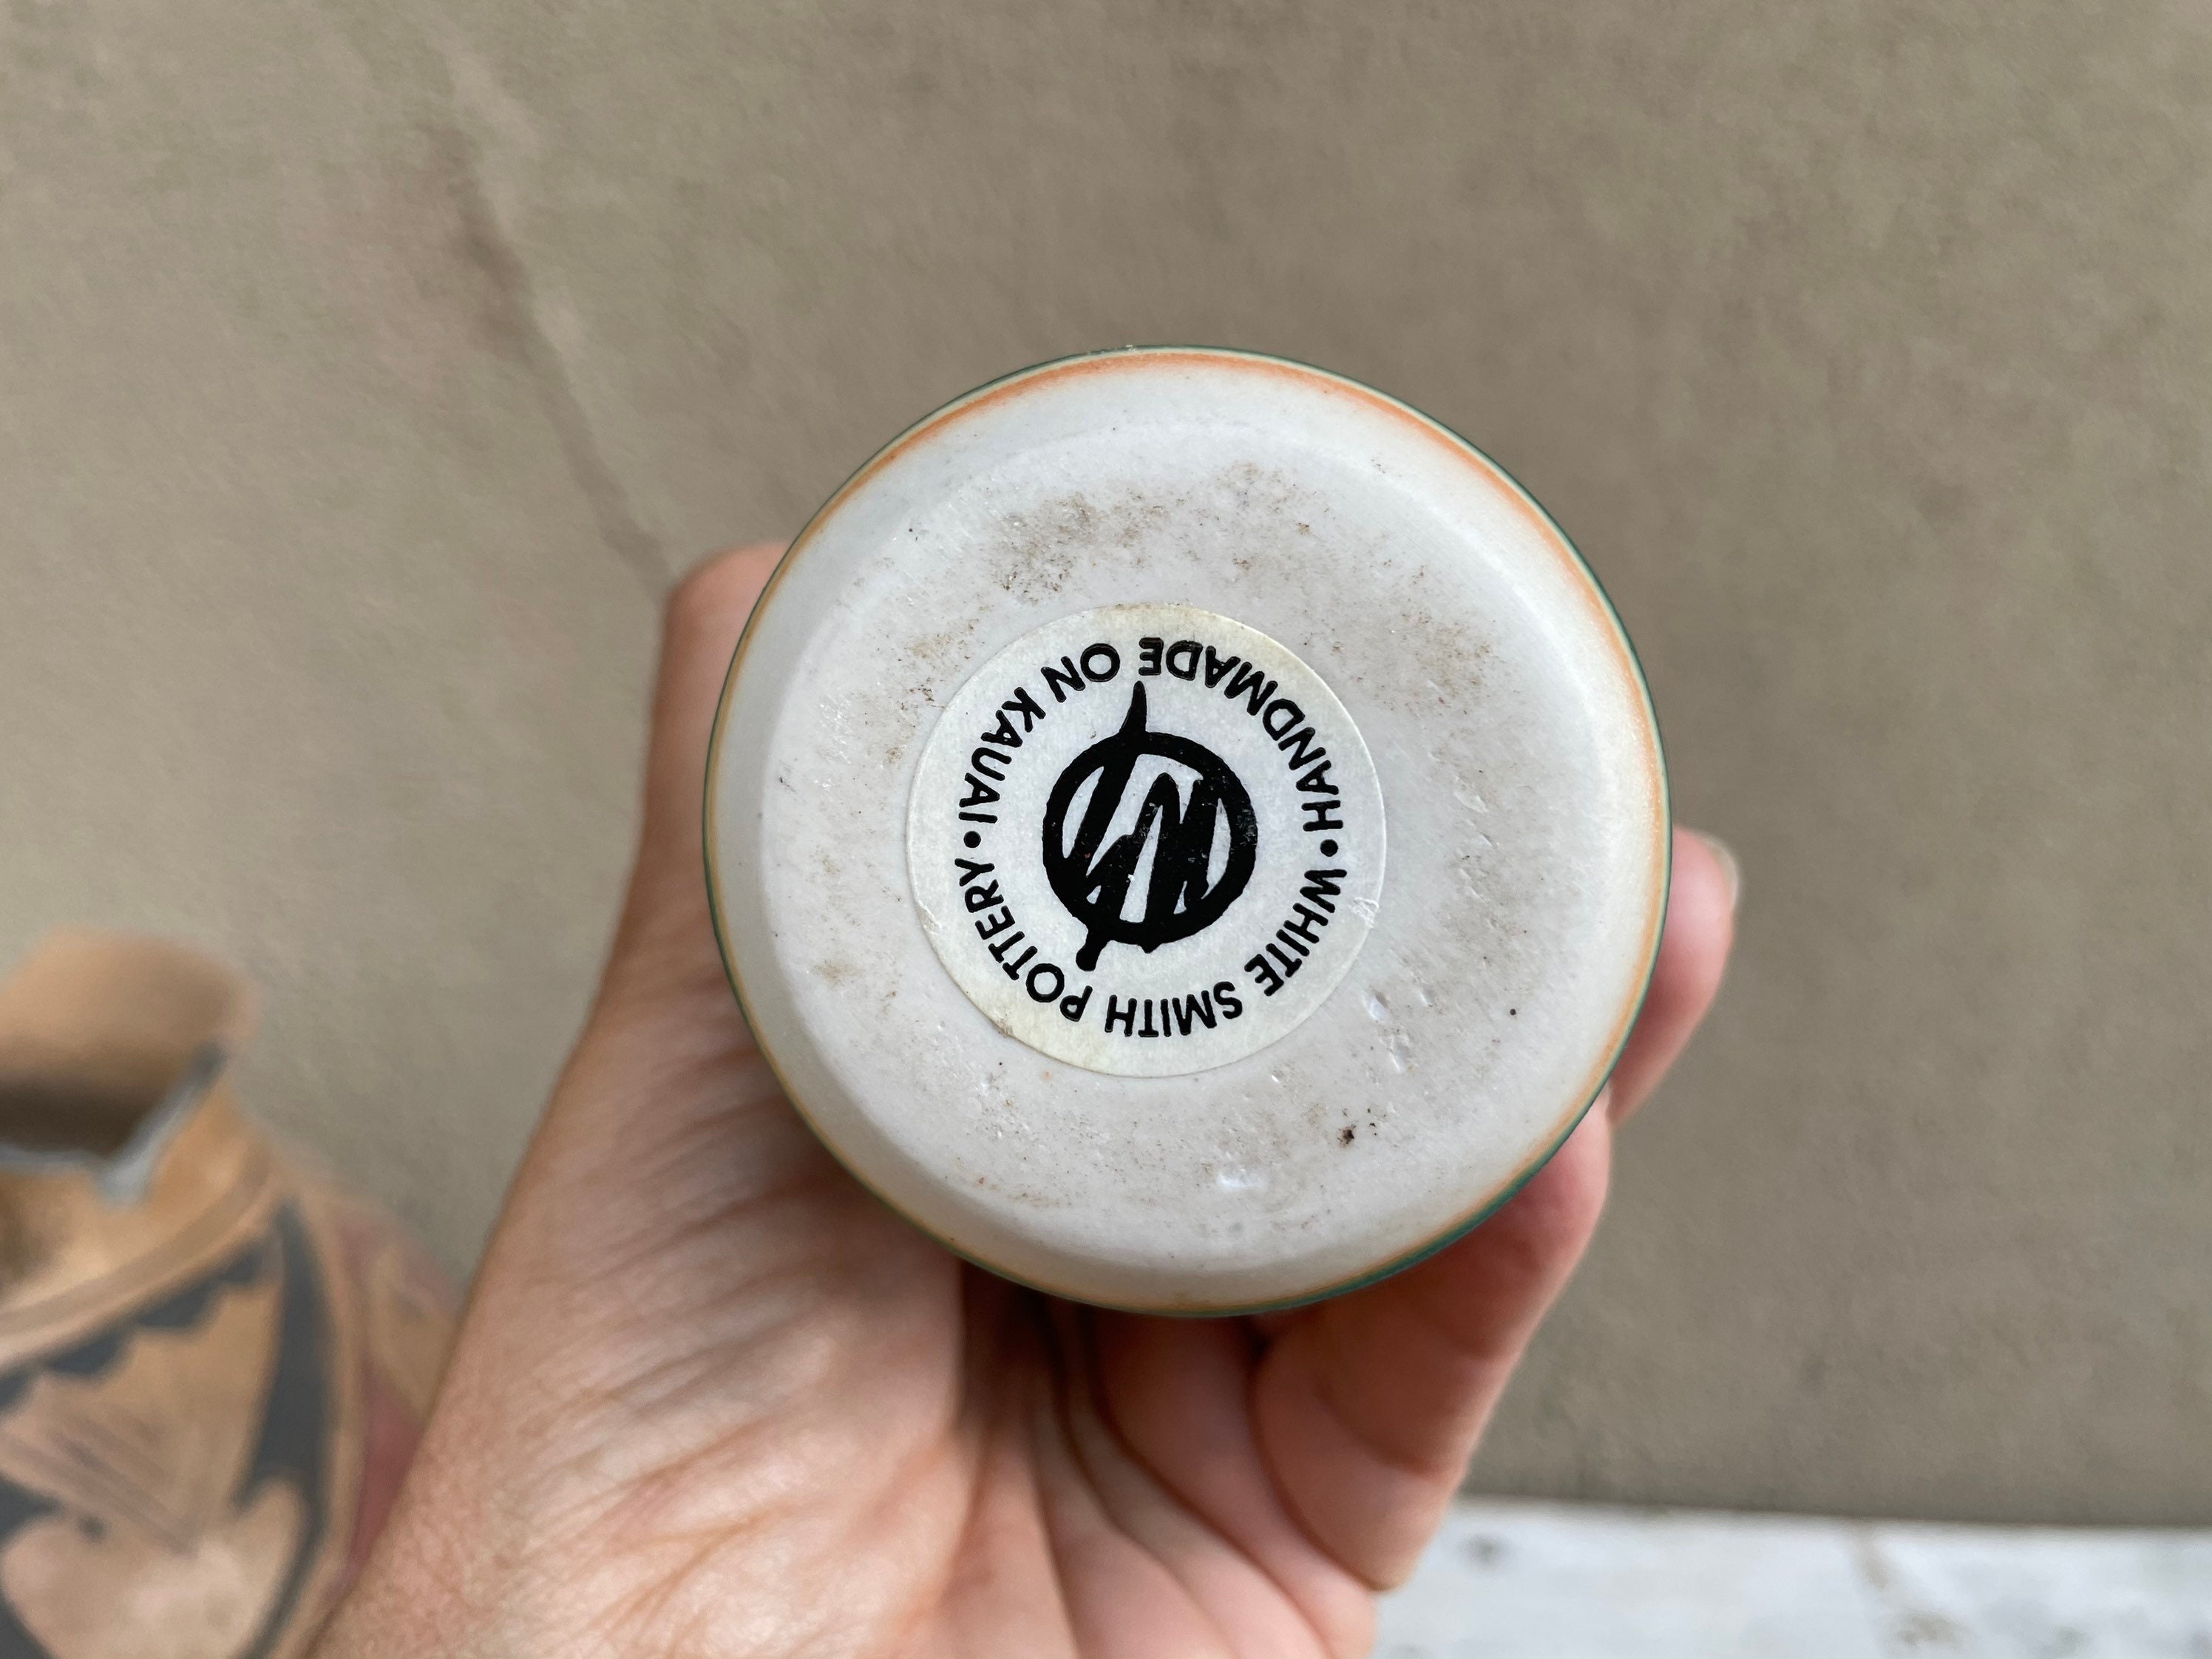 WHITE SMITH POTTERY • HANDMADE ON KAUAI •